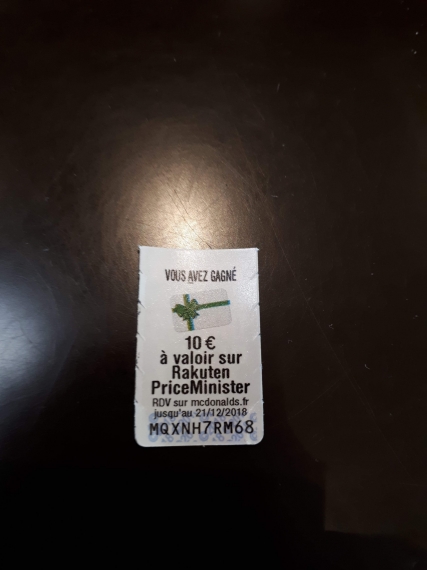 VOUS AVEZ GAGNÉ
10 €
à valoir sur
Rakuten
PriceMinister
RDV sur mcdonalds.fr
jusqu'au 21/12/2018
MQXNH7RM68